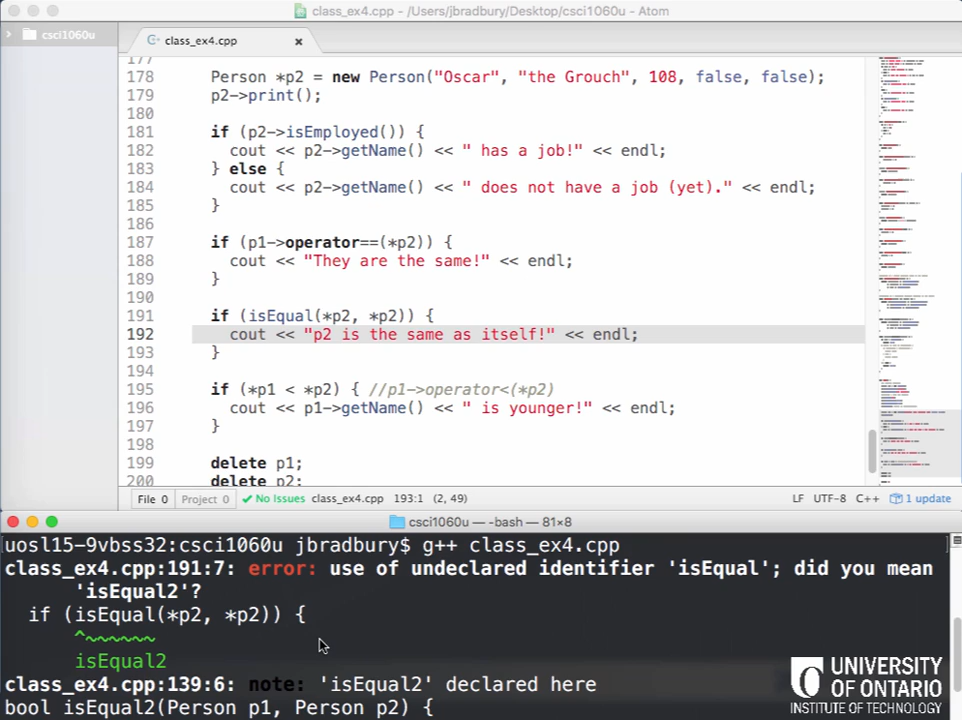 class_ex4.cpp - /Users/jbradbury/Desktop/csci1060u - Atom
csci1060u
class_ex4.cpp
177
178 Person *p2 = new Person("Oscar", "the Grouch", 108, false, false);
179 p2->print();
180
181 if (p2->isEmployed()) {
182 cout << p2->getName() << " has a job!" << endl;
183 } else {
184 cout << p2->getName() << " does not have a job (yet)." << endl;
185 }
186
187 if (p1->operator==(*p2)) {
188 cout << "They are the same!" << endl;
189 }
190
191 if (isEqual(*p2, *p2)) {
192 cout << "p2 is the same as itself!" << endl;
193 }
194
195 if (*p1 < *p2) { //p1->operator<(*p2)
196 cout << p1->getName() << " is younger!" << endl;
197 }
198
199 delete p1;
200 delete p2;
File 0 Project 0 No Issues class_ex4.cpp 193:1 (2, 49) LF UTF-8 C++ 1 update
csci1060u — -bash — 81×8
uosl15-9vbss32:csci1060u jbradbury$ g++ class_ex4.cpp
class_ex4.cpp:191:7: error: use of undeclared identifier 'isEqual'; did you mean
'isEqual2'?
if (isEqual(*p2, *p2)) {
^~~~~~~
isEqual2
class_ex4.cpp:139:6: note: 'isEqual2' declared here
bool isEqual2(Person p1, Person p2) {
UNIVERSITY
OF ONTARIO
INSTITUTE OF TECHNOLOGY